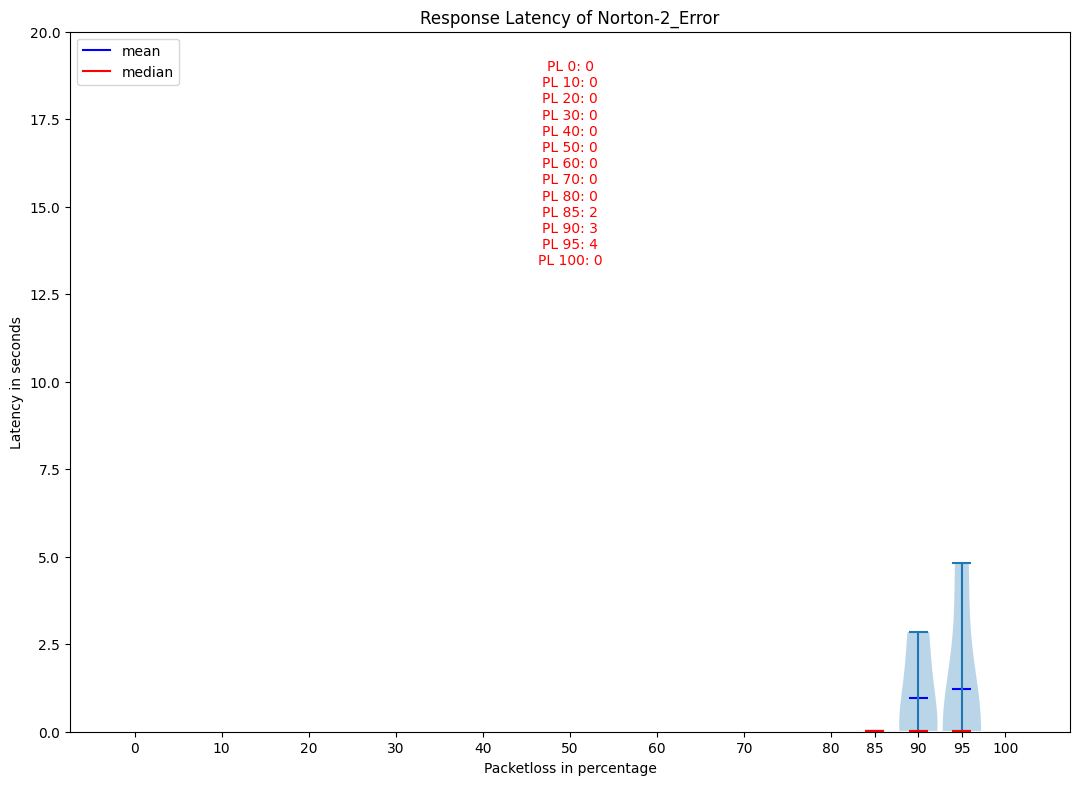 Response Latency of Norton-2_Error
mean
median
PL 0: 0
PL 10: 0
PL 20: 0
PL 30: 0
PL 40: 0
PL 50: 0
PL 60: 0
PL 70: 0
PL 80: 0
PL 85: 2
PL 90: 3
PL 95: 4
PL 100: 0
Latency in seconds
20.0
17.5
15.0
12.5
10.0
7.5
5.0
2.5
0.0
0 10 20 30 40 50 60 70 80 85 90 95 100
Packetloss in percentage